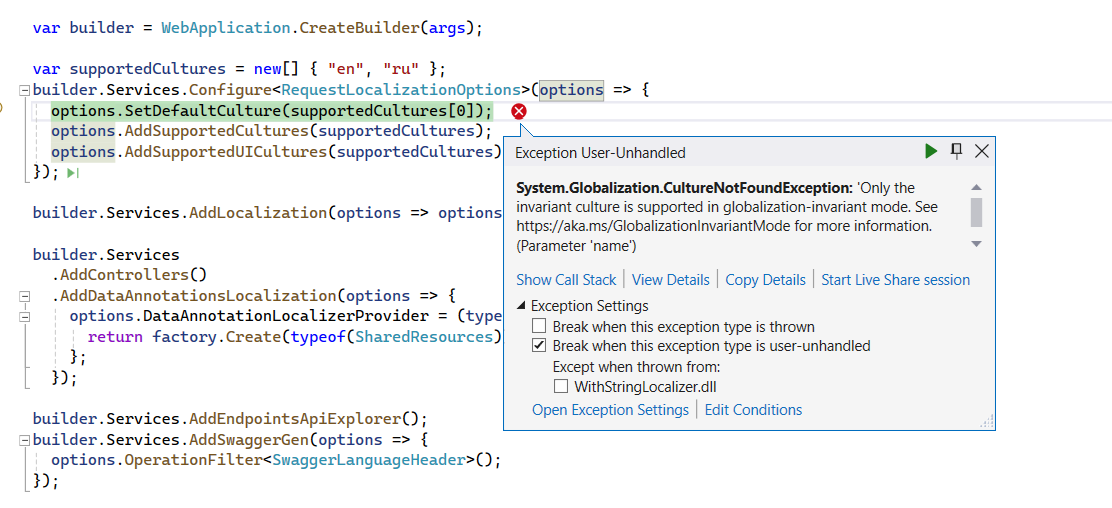 var builder = WebApplication.CreateBuilder(args);
var supportedCultures = new[] { "en", "ru" };
builder.Services.Configure<RequestLocalizationOptions>(options => {
options.SetDefaultCulture(supportedCultures[0]);
options.AddSupportedCultures(supportedCultures);
options.AddSupportedUICultures(supportedCultures)
});
builder.Services.AddLocalization(options => options
builder.Services
.AddControllers()
.AddDataAnnotationsLocalization(options => {
options.DataAnnotationLocalizerProvider = (type
return factory.Create(typeof(SharedResources)
};
});
builder.Services.AddEndpointsApiExplorer();
builder.Services.AddSwaggerGen(options => {
options.OperationFilter<SwaggerLanguageHeader>();
});
Exception User-Unhandled
System.Globalization.CultureNotFoundException: 'Only the
invariant culture is supported in globalization-invariant mode. See
https://aka.ms/GlobalizationInvariantMode for more information.
(Parameter 'name')
Show Call Stack | View Details | Copy Details | Start Live Share session
Exception Settings
Break when this exception type is thrown
Break when this exception type is user-unhandled
Except when thrown from:
WithStringLocalizer.dll
Open Exception Settings | Edit Conditions